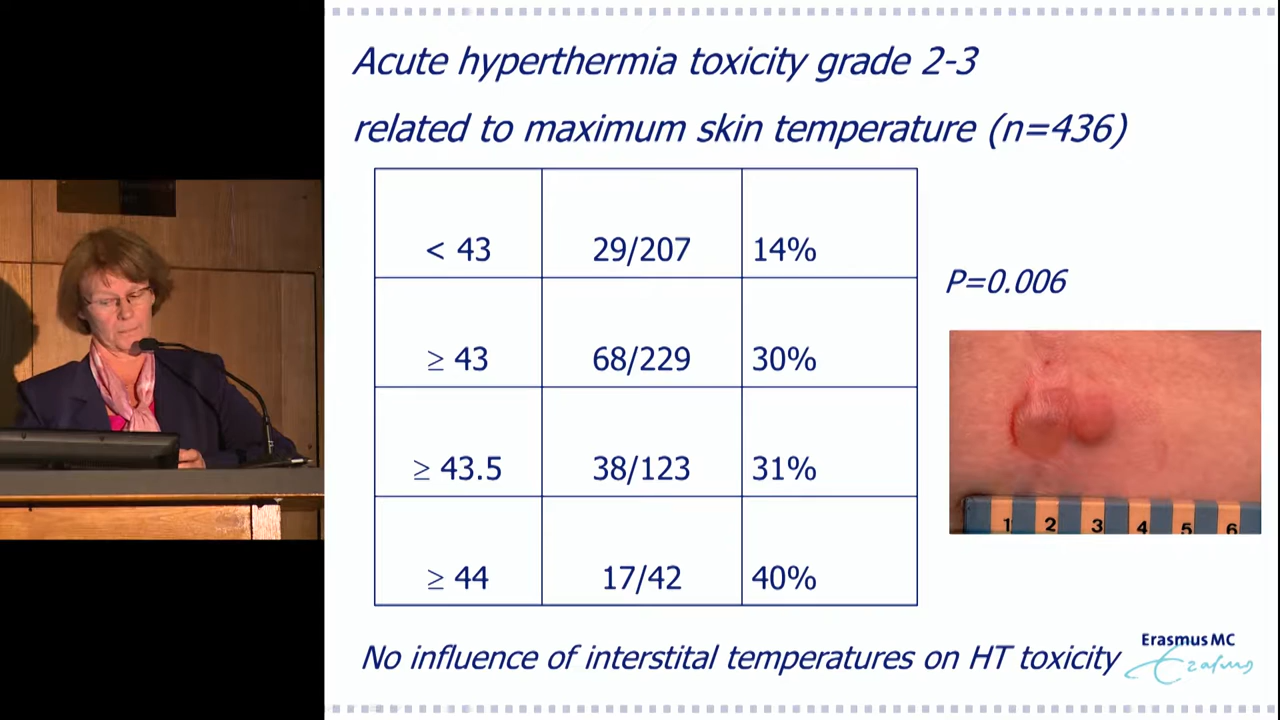 Acute hyperthermia toxicity grade 2-3
related to maximum skin temperature (n=436)
< 43 29/207 14%
≥ 43 68/229 30%
≥ 43.5 38/123 31%
≥ 44 17/42 40%
P=0.006
1 2 3 4 5 6
No influence of interstital temperatures on HT toxicity
Erasmus MC
Erasmus